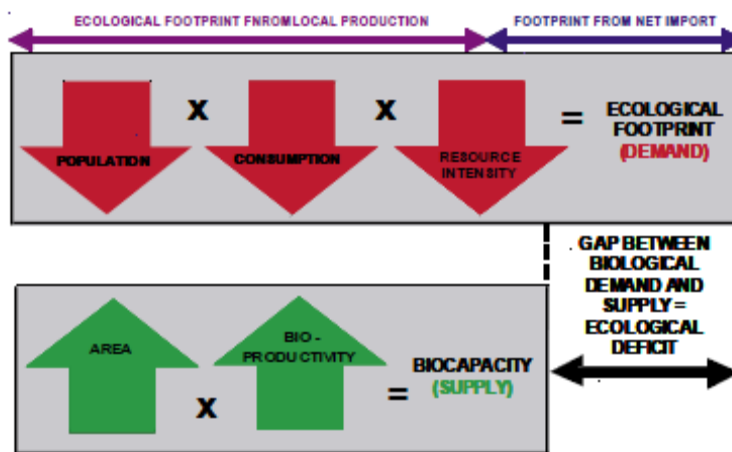 ECOLOGICAL FOOTPRINT FNROMLOCAL PRODUCTION
FOOTPRINT FROM NET IMPORT
POPULATION
X
CONSUMPTION
X
RESOURCE
INTENSITY
=
ECOLOGICAL
FOOTPRINT
(DEMAND)
. GAP BETWEEN
BIOLOGICAL
DEMAND AND
SUPPLY =
ECOLOGICAL
DEFICIT
AREA
X
BIO -
PRODUCTIVITY
=
BIOCAPACITY
(SUPPLY)